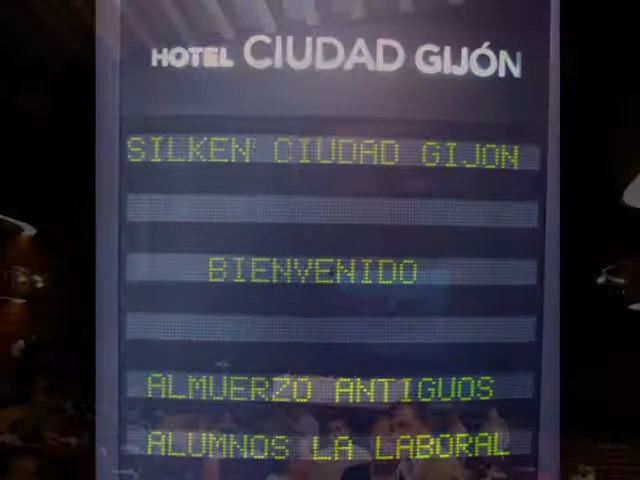 HOTEL CIUDAD GIJÓN
SILKEN CIUDAD GIJON
BIENVENIDO
ALMUERZO ANTIGUOS
ALUMNOS LA LABORAL